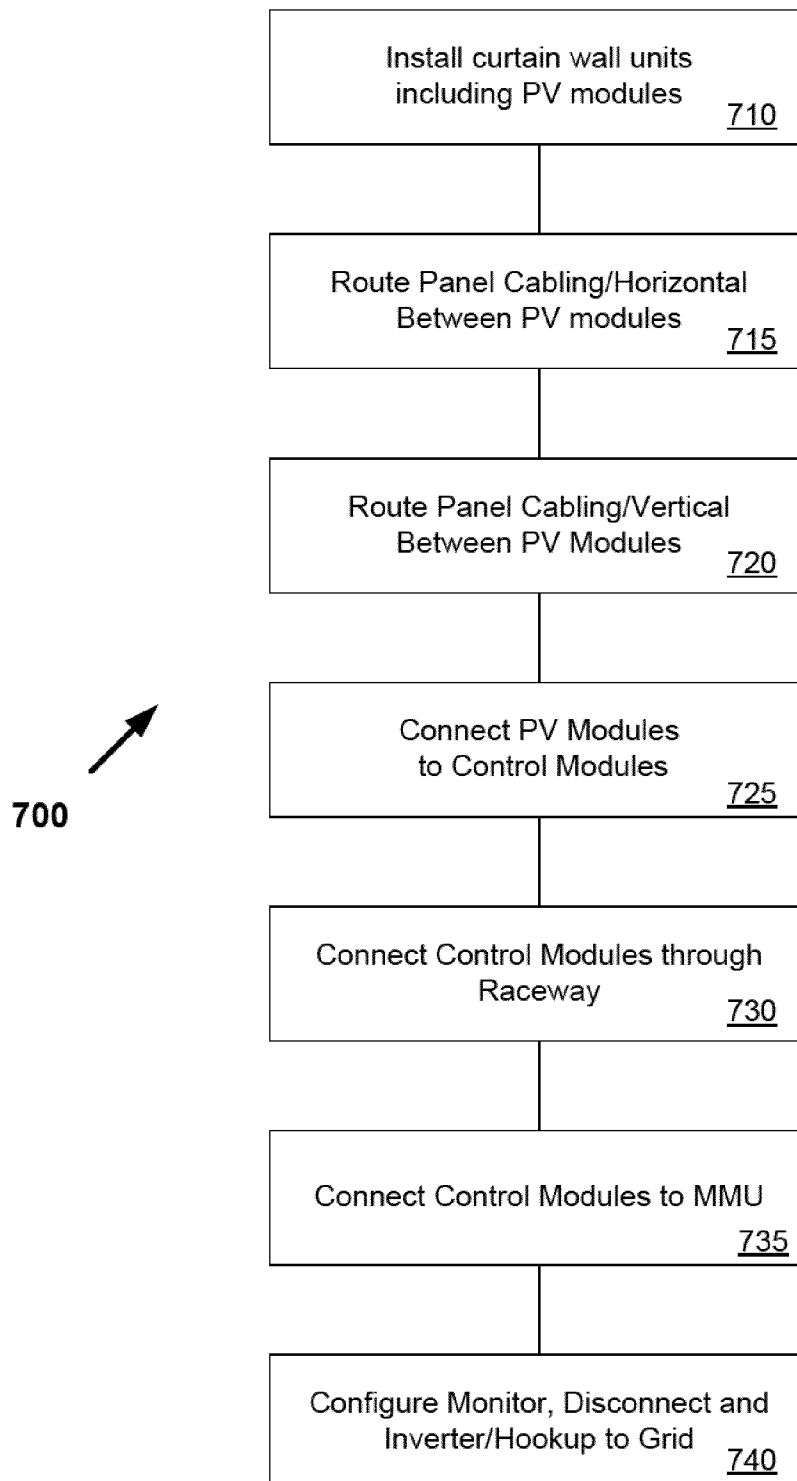 Install curtain wall units
including PV modules
710
Route Panel Cabling/Horizontal
Between PV modules
715
Route Panel Cabling/Vertical
Between PV Modules
720
Connect PV Modules
to Control Modules
725
700
Connect Control Modules through
Raceway
730
Connect Control Modules to MMU
735
Configure Monitor, Disconnect and
Inverter/Hookup to Grid
740